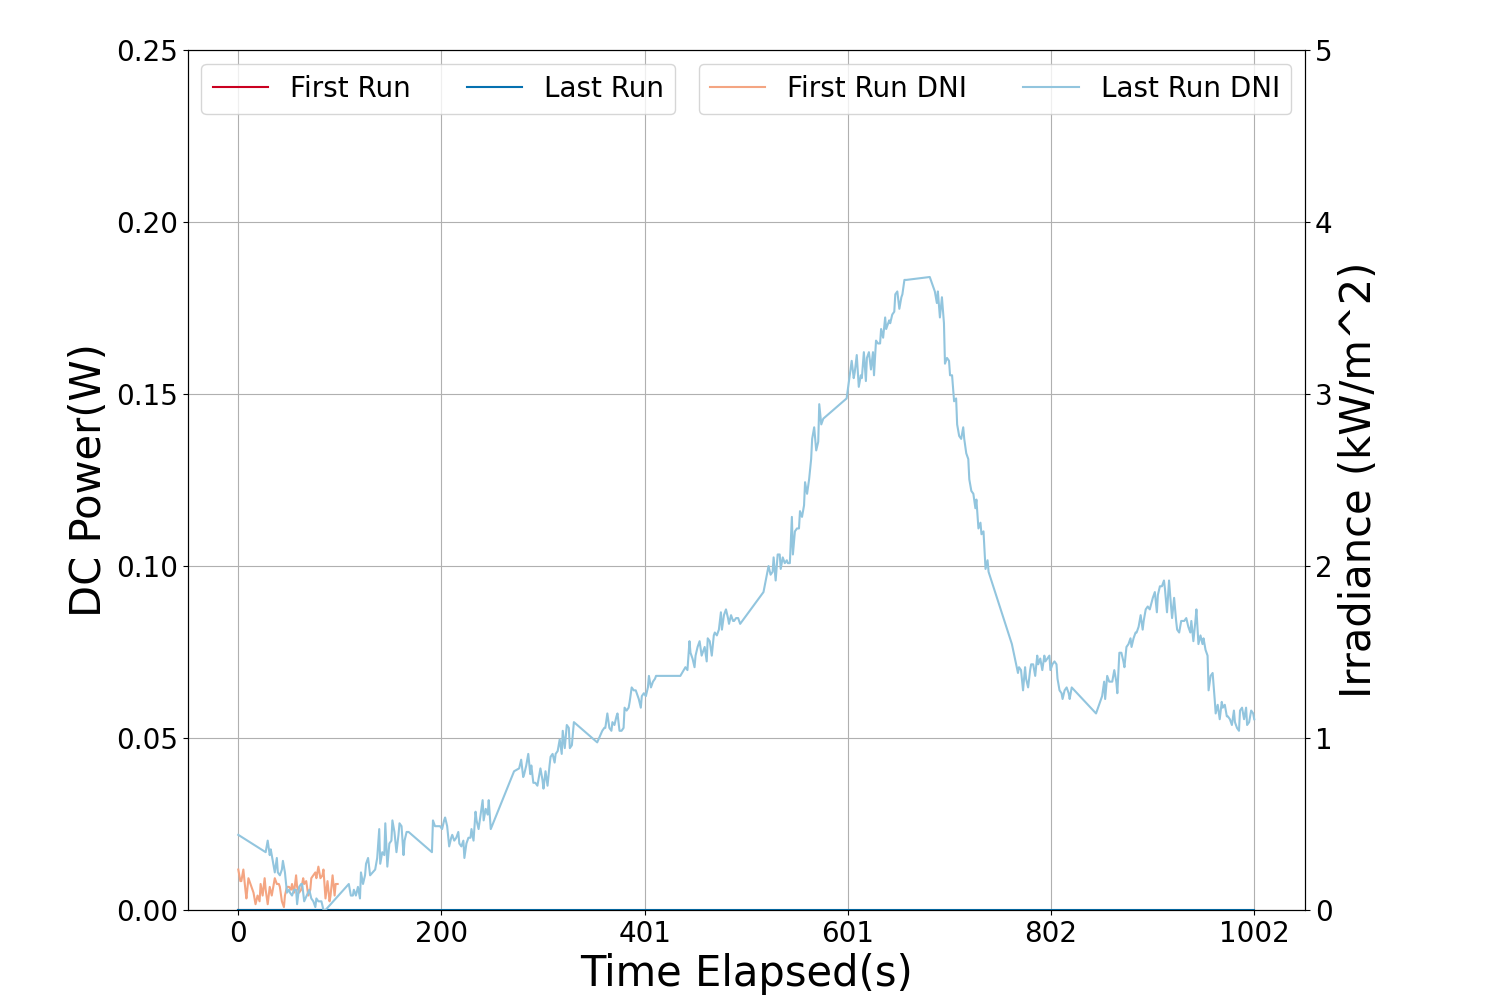 First Run Last Run First Run DNI Last Run DNI
DC Power(W)
0.25
0.20
0.15
0.10
0.05
0.00
5
4
3
2
1
0
Irradiance (kW/m^2)
0 200 401 601 802 1002
Time Elapsed(s)